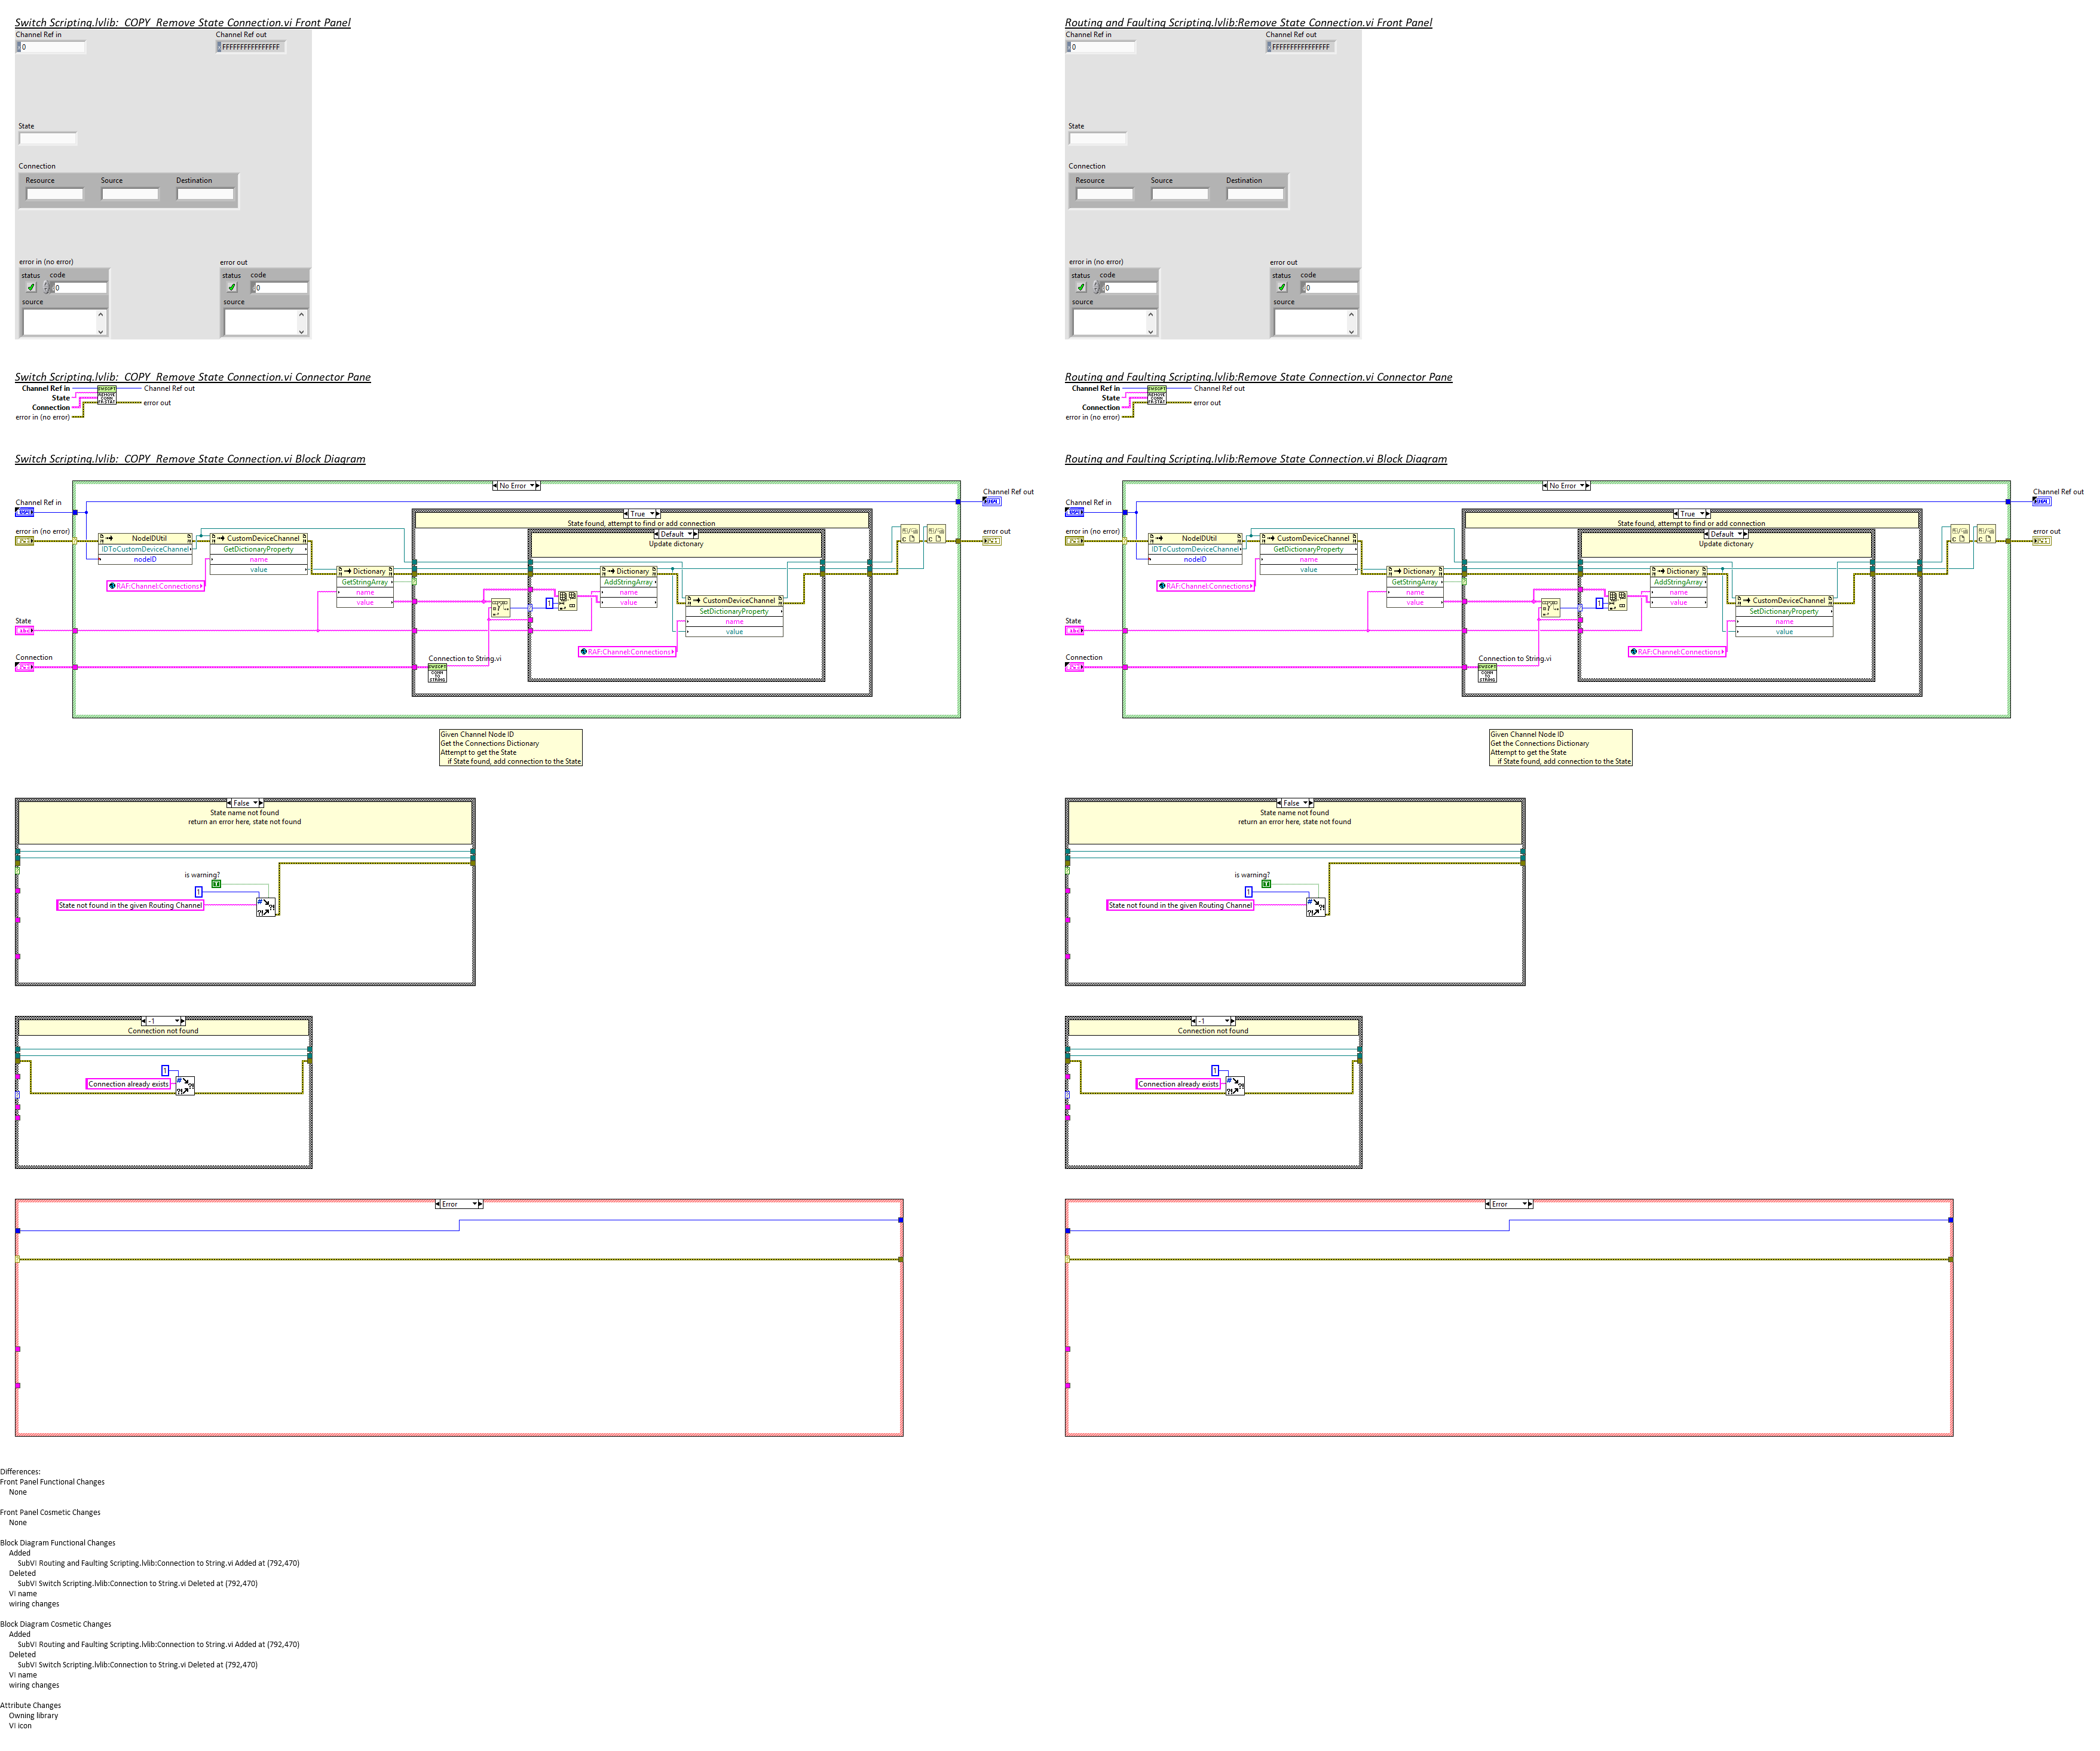 Switch Scripting.lvlib:  COPY  Remove State Connection.vi Front Panel
Channel Ref in
Channel Ref out
0
FFFFFFFFFFFFFFFF
State
Connection
Resource
Source
Destination
error in (no error)
error out
status
code
status
code
0
0
source
source
Switch Scripting.lvlib:  COPY  Remove State Connection.vi Connector Pane
Channel Ref in
Channel Ref out
State
Connection
error out
error in (no error)
Switch Scripting.lvlib:  COPY  Remove State Connection.vi Block Diagram
No Error
Channel Ref in
Channel Ref out
True
State found, attempt to find or add connection
error in (no error)
error out
Default
Update dictonary
NodeIDUtil
IDToCustomDeviceChannel
nodeID
CustomDeviceChannel
GetDictionaryProperty
name
value
RAF:Channel:Connections
Dictionary
GetStringArray
name
value
Dictionary
AddStringArray
name
value
1
CustomDeviceChannel
SetDictionaryProperty
name
value
State
RAF:Channel:Connections
Connection
Connection to String.vi
SWSCPT
CONN
TO
STRING
Given Channel Node ID
Get the Connections Dictionary
Attempt to get the State
if State found, add connection to the State
False
State name not found
return an error here, state not found
is warning?
1
State not found in the given Routing Channel
-1
Connection not found
1
Connection already exists
Error
Routing and Faulting Scripting.lvlib:Remove State Connection.vi Front Panel
Channel Ref in
Channel Ref out
0
FFFFFFFFFFFFFFFF
State
Connection
Resource
Source
Destination
error in (no error)
error out
status
code
status
code
0
0
source
source
Routing and Faulting Scripting.lvlib:Remove State Connection.vi Connector Pane
Channel Ref in
Channel Ref out
State
Connection
error out
error in (no error)
Routing and Faulting Scripting.lvlib:Remove State Connection.vi Block Diagram
No Error
Channel Ref in
Channel Ref out
True
State found, attempt to find or add connection
error in (no error)
error out
Default
Update dictonary
NodeIDUtil
IDToCustomDeviceChannel
nodeID
CustomDeviceChannel
GetDictionaryProperty
name
value
RAF:Channel:Connections
Dictionary
GetStringArray
name
value
Dictionary
AddStringArray
name
value
1
CustomDeviceChannel
SetDictionaryProperty
name
value
State
RAF:Channel:Connections
Connection
Connection to String.vi
SWSCPT
CONN
TO
STRING
Given Channel Node ID
Get the Connections Dictionary
Attempt to get the State
if State found, add connection to the State
False
State name not found
return an error here, state not found
is warning?
1
State not found in the given Routing Channel
-1
Connection not found
1
Connection already exists
Error
Differences:
Front Panel Functional Changes
None
Front Panel Cosmetic Changes
None
Block Diagram Functional Changes
Added
SubVI Routing and Faulting Scripting.lvlib:Connection to String.vi Added at (792,470)
Deleted
SubVI Switch Scripting.lvlib:Connection to String.vi Deleted at (792,470)
VI name
wiring changes
Block Diagram Cosmetic Changes
Added
SubVI Routing and Faulting Scripting.lvlib:Connection to String.vi Added at (792,470)
Deleted
SubVI Switch Scripting.lvlib:Connection to String.vi Deleted at (792,470)
VI name
wiring changes
Attribute Changes
Owning library
VI icon